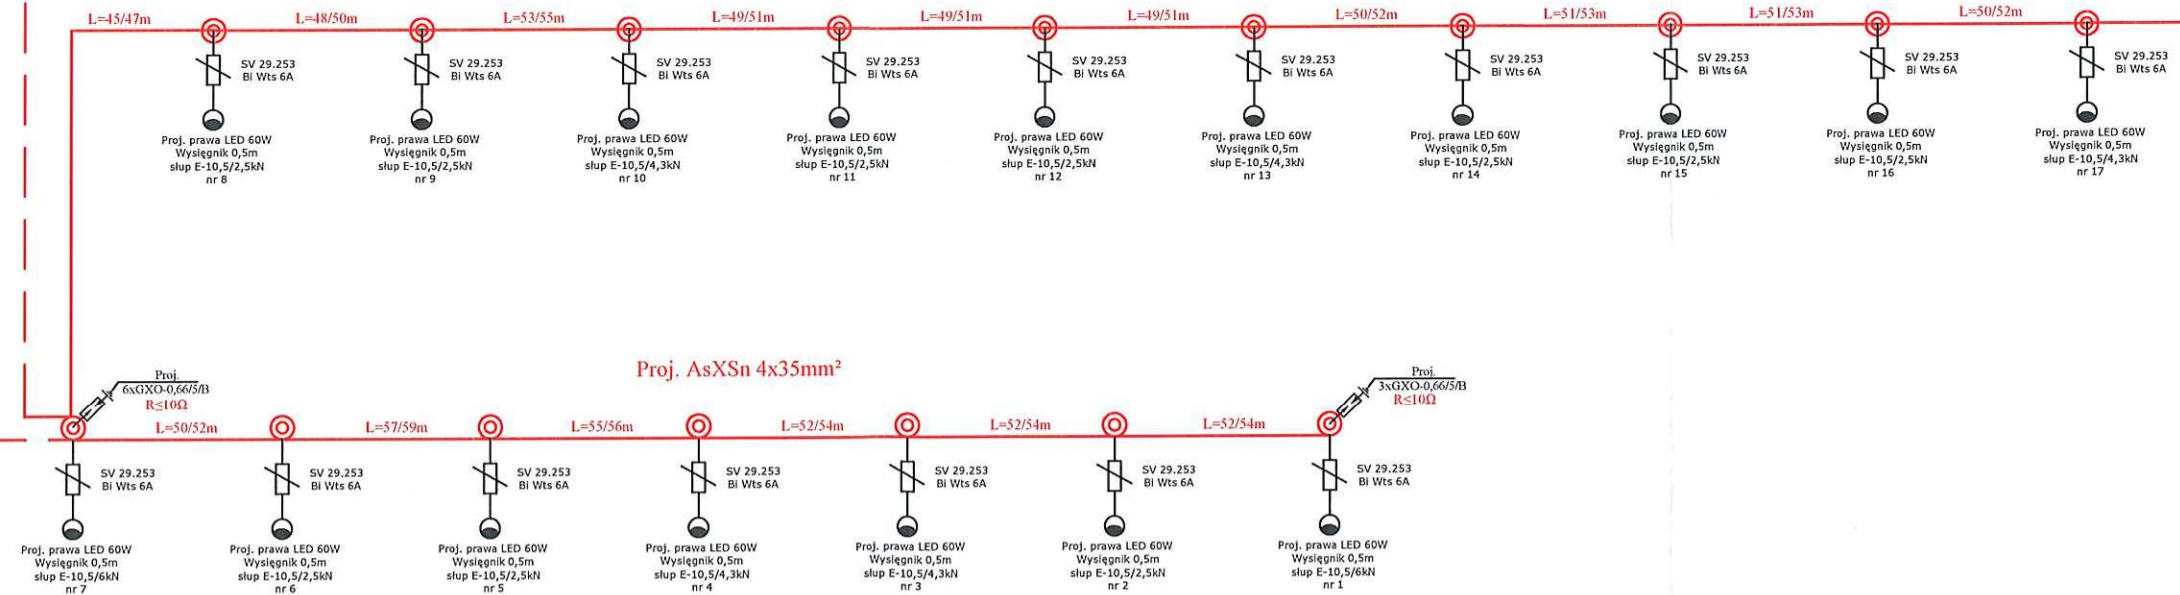 L=45/47m
L=48/50m
L=53/55m
L=49/51m
L=49/51m
L=49/51m
L=50/52m
L=51/53m
L=51/53m
L=50/52m
SV 29.253
Bi Wts 6A
SV 29.253
Bi Wts 6A
SV 29.253
Bi Wts 6A
SV 29.253
Bi Wts 6A
SV 29.253
Bi Wts 6A
SV 29.253
Bi Wts 6A
SV 29.253
Bi Wts 6A
SV 29.253
Bi Wts 6A
SV 29.253
Bi Wts 6A
SV 29.253
Bi Wts 6A
Proj. prawa LED 60W
Wysięgnik 0,5m
słup E-10,5/2,5kN
nr 8
Proj. prawa LED 60W
Wysięgnik 0,5m
słup E-10,5/2,5kN
nr 9
Proj. prawa LED 60W
Wysięgnik 0,5m
słup E-10,5/4,3kN
nr 10
Proj. prawa LED 60W
Wysięgnik 0,5m
słup E-10,5/2,5kN
nr 11
Proj. prawa LED 60W
Wysięgnik 0,5m
słup E-10,5/2,5kN
nr 12
Proj. prawa LED 60W
Wysięgnik 0,5m
słup E-10,5/4,3kN
nr 13
Proj. prawa LED 60W
Wysięgnik 0,5m
słup E-10,5/2,5kN
nr 14
Proj. prawa LED 60W
Wysięgnik 0,5m
słup E-10,5/2,5kN
nr 15
Proj. prawa LED 60W
Wysięgnik 0,5m
słup E-10,5/2,5kN
nr 16
Proj. prawa LED 60W
Wysięgnik 0,5m
słup E-10,5/4,3kN
nr 17
Proj. AsXSn 4x35mm²
Proj.
6xGXO-0,66/5/B
R≤10Ω
Proj.
3xGXO-0,66/5/B
R≤10Ω
L=50/52m
L=57/59m
L=55/56m
L=52/54m
L=52/54m
L=52/54m
SV 29.253
Bi Wts 6A
SV 29.253
Bi Wts 6A
SV 29.253
Bi Wts 6A
SV 29.253
Bi Wts 6A
SV 29.253
Bi Wts 6A
SV 29.253
Bi Wts 6A
SV 29.253
Bi Wts 6A
Proj. prawa LED 60W
Wysięgnik 0,5m
słup E-10,5/6kN
nr 7
Proj. prawa LED 60W
Wysięgnik 0,5m
słup E-10,5/2,5kN
nr 6
Proj. prawa LED 60W
Wysięgnik 0,5m
słup E-10,5/2,5kN
nr 5
Proj. prawa LED 60W
Wysięgnik 0,5m
słup E-10,5/4,3kN
nr 4
Proj. prawa LED 60W
Wysięgnik 0,5m
słup E-10,5/4,3kN
nr 3
Proj. prawa LED 60W
Wysięgnik 0,5m
słup E-10,5/2,5kN
nr 2
Proj. prawa LED 60W
Wysięgnik 0,5m
słup E-10,5/6kN
nr 1